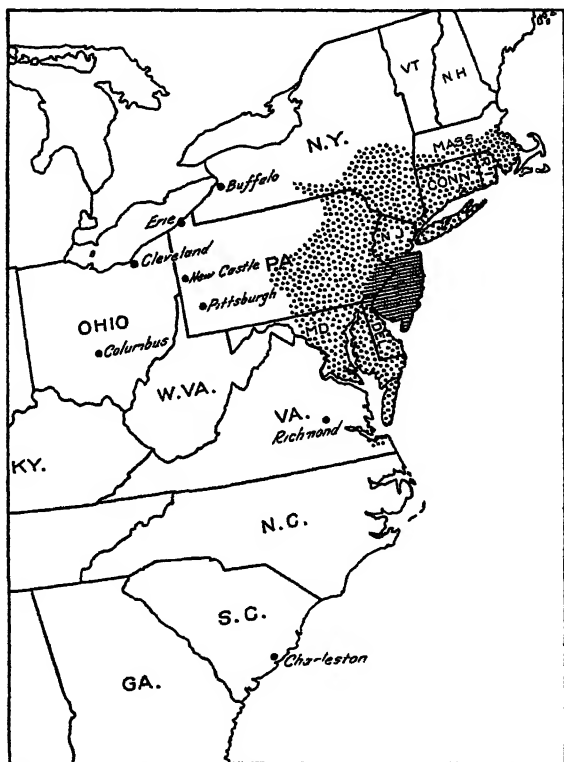 VT
NH
N.Y.
MASS.
CONN.
Buffalo
Erie
N.J.
Cleveland
New Castle
PA.
Pittsburgh
OHIO
Columbus
MD.
W.VA.
VA.
Richmond
KY.
N.C.
S.C.
Charleston
GA.